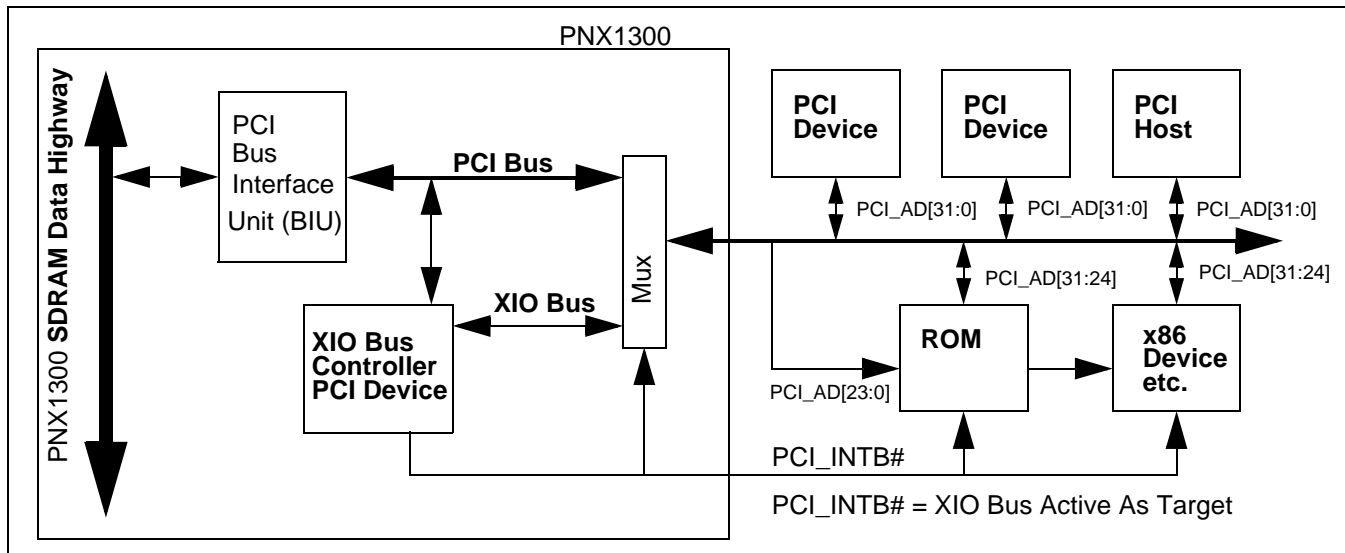 PNX1300
PNX1300 SDRAM Data Highway
PCI
Bus
Interface
Unit (BIU)
PCI Bus
XIO Bus
XIO Bus
Controller
PCI Device
Mux
PCI
Device
PCI
Device
PCI
Host
PCI_AD[31:0]
PCI_AD[31:0]
PCI_AD[31:0]
PCI_AD[31:24]
PCI_AD[31:24]
ROM
x86
Device
etc.
PCI_AD[23:0]
PCI_INTB#
PCI_INTB# = XIO Bus Active As Target